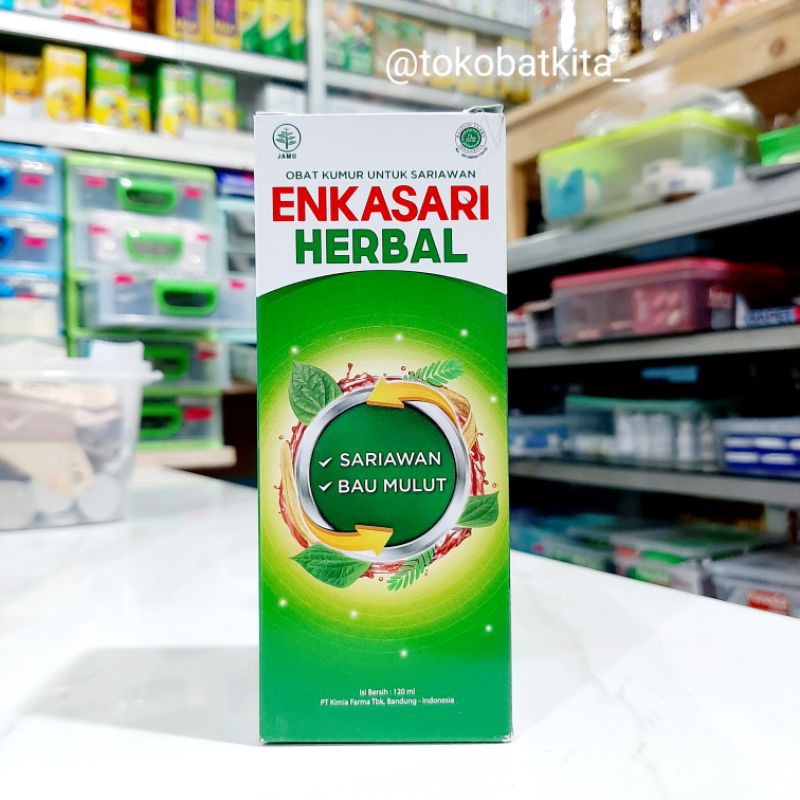 @tokobatkita_
JAMU
OBAT KUMUR UNTUK SARIAWAN
ENKASARI
HERBAL
✓ SARIAWAN
✓ BAU MULUT
Isi Bersih : 120 ml
PT Kimia Farma Tbk, Bandung - Indonesia